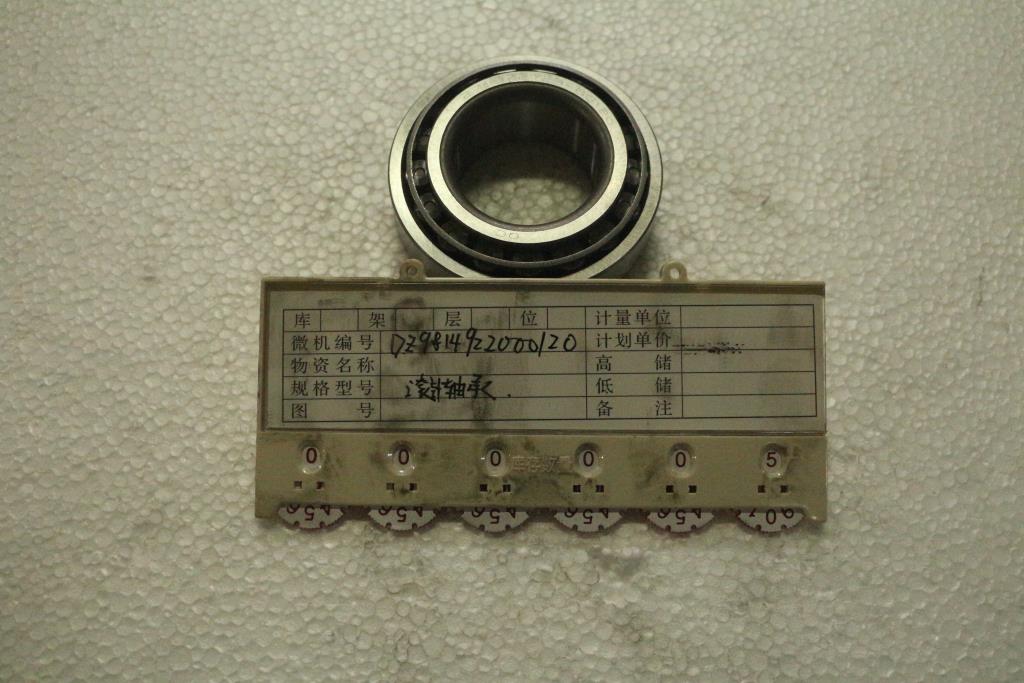 库 架 层 位 计量单位
微机编号 DZ9814922000120 计划单价
物资名称 高储
规格型号 滚针轴承. 低储
图号 备注
0 0 0 0 0 5